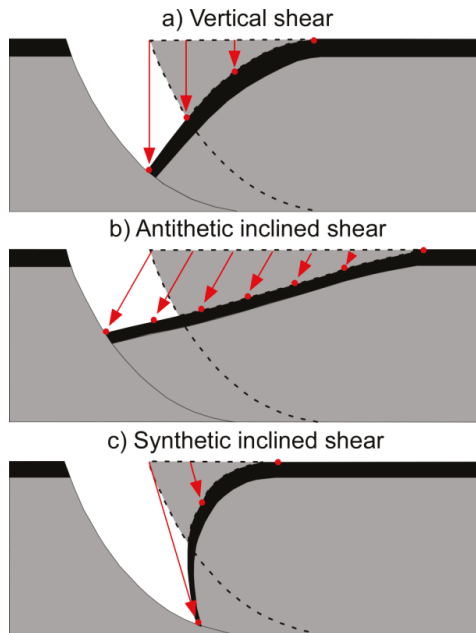 a) Vertical shear
b) Antithetic inclined shear
c) Synthetic inclined shear